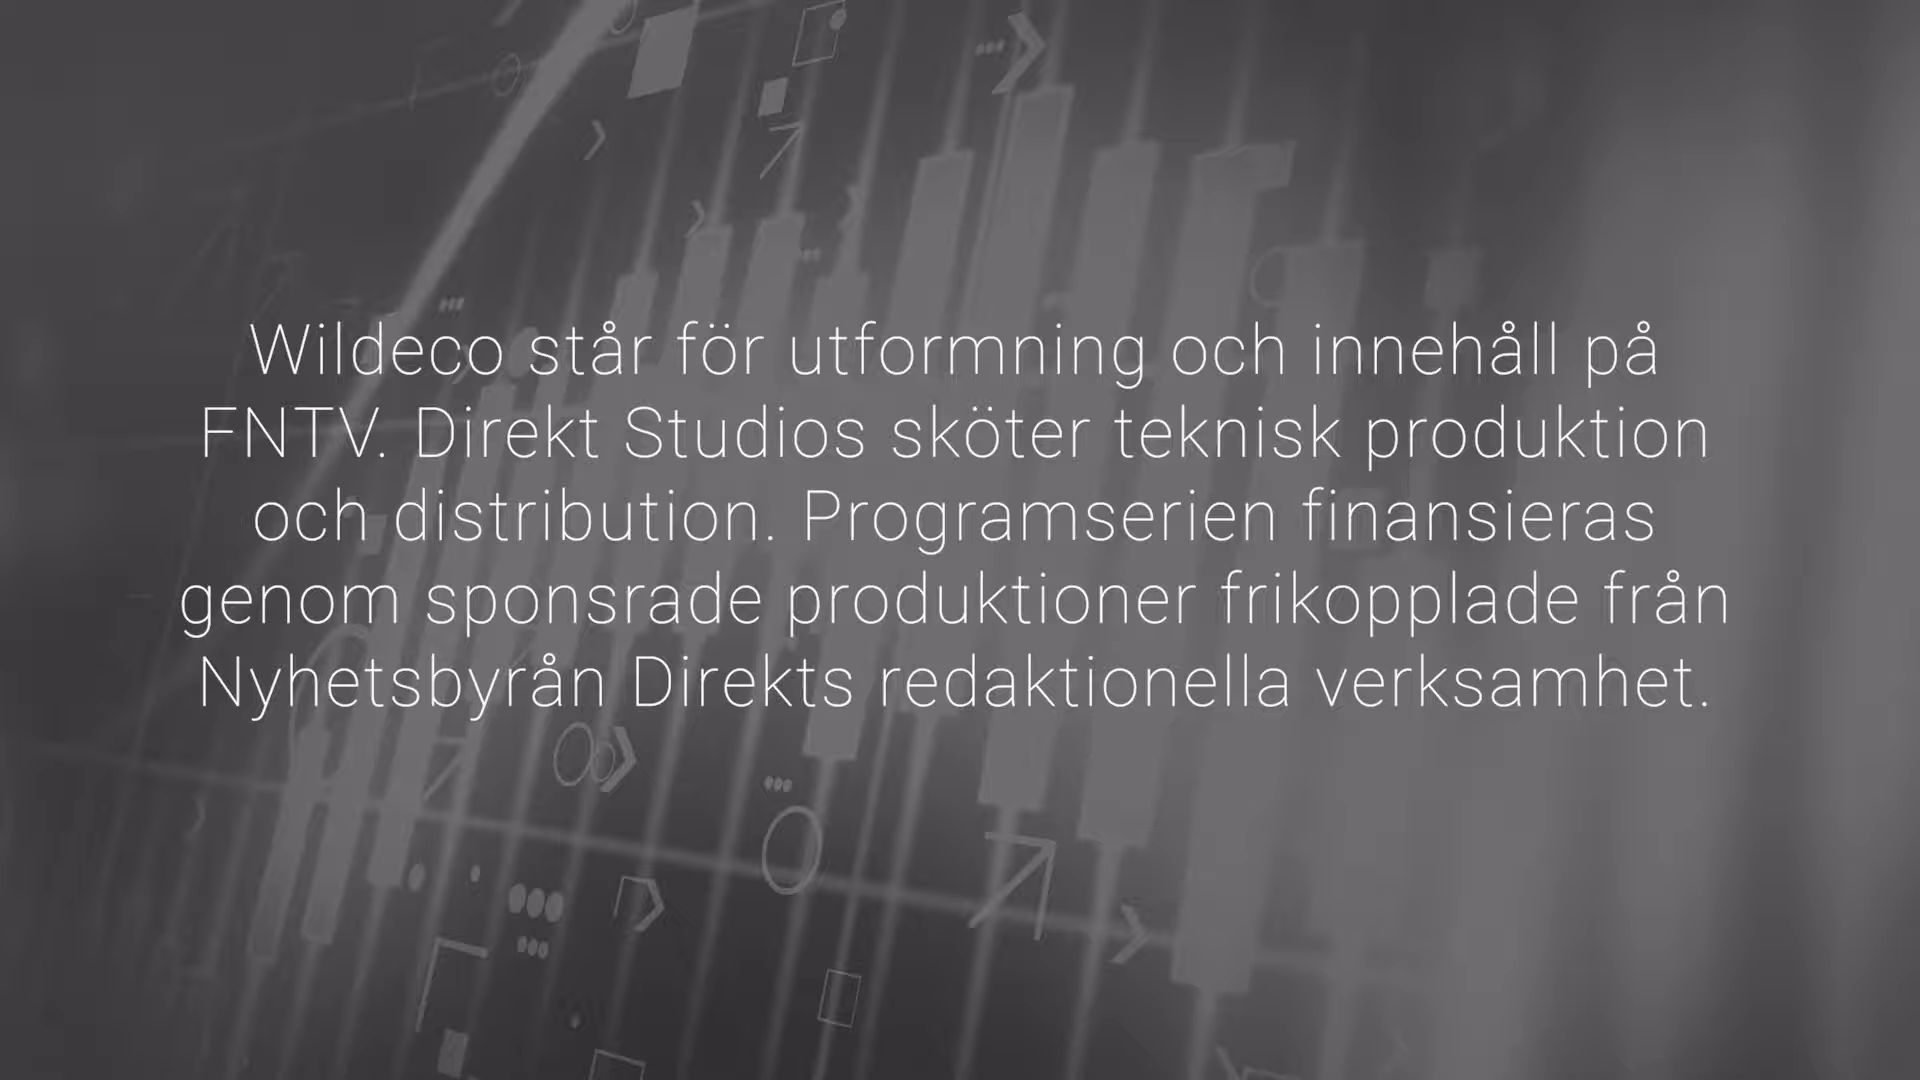 Wildeco står för utformning och innehåll på
FNTV. Direkt Studios sköter teknisk produktion
och distribution. Programserien finansieras
genom sponsrade produktioner frikopplade från
Nyhetsbyrån Direkts redaktionella verksamhet.